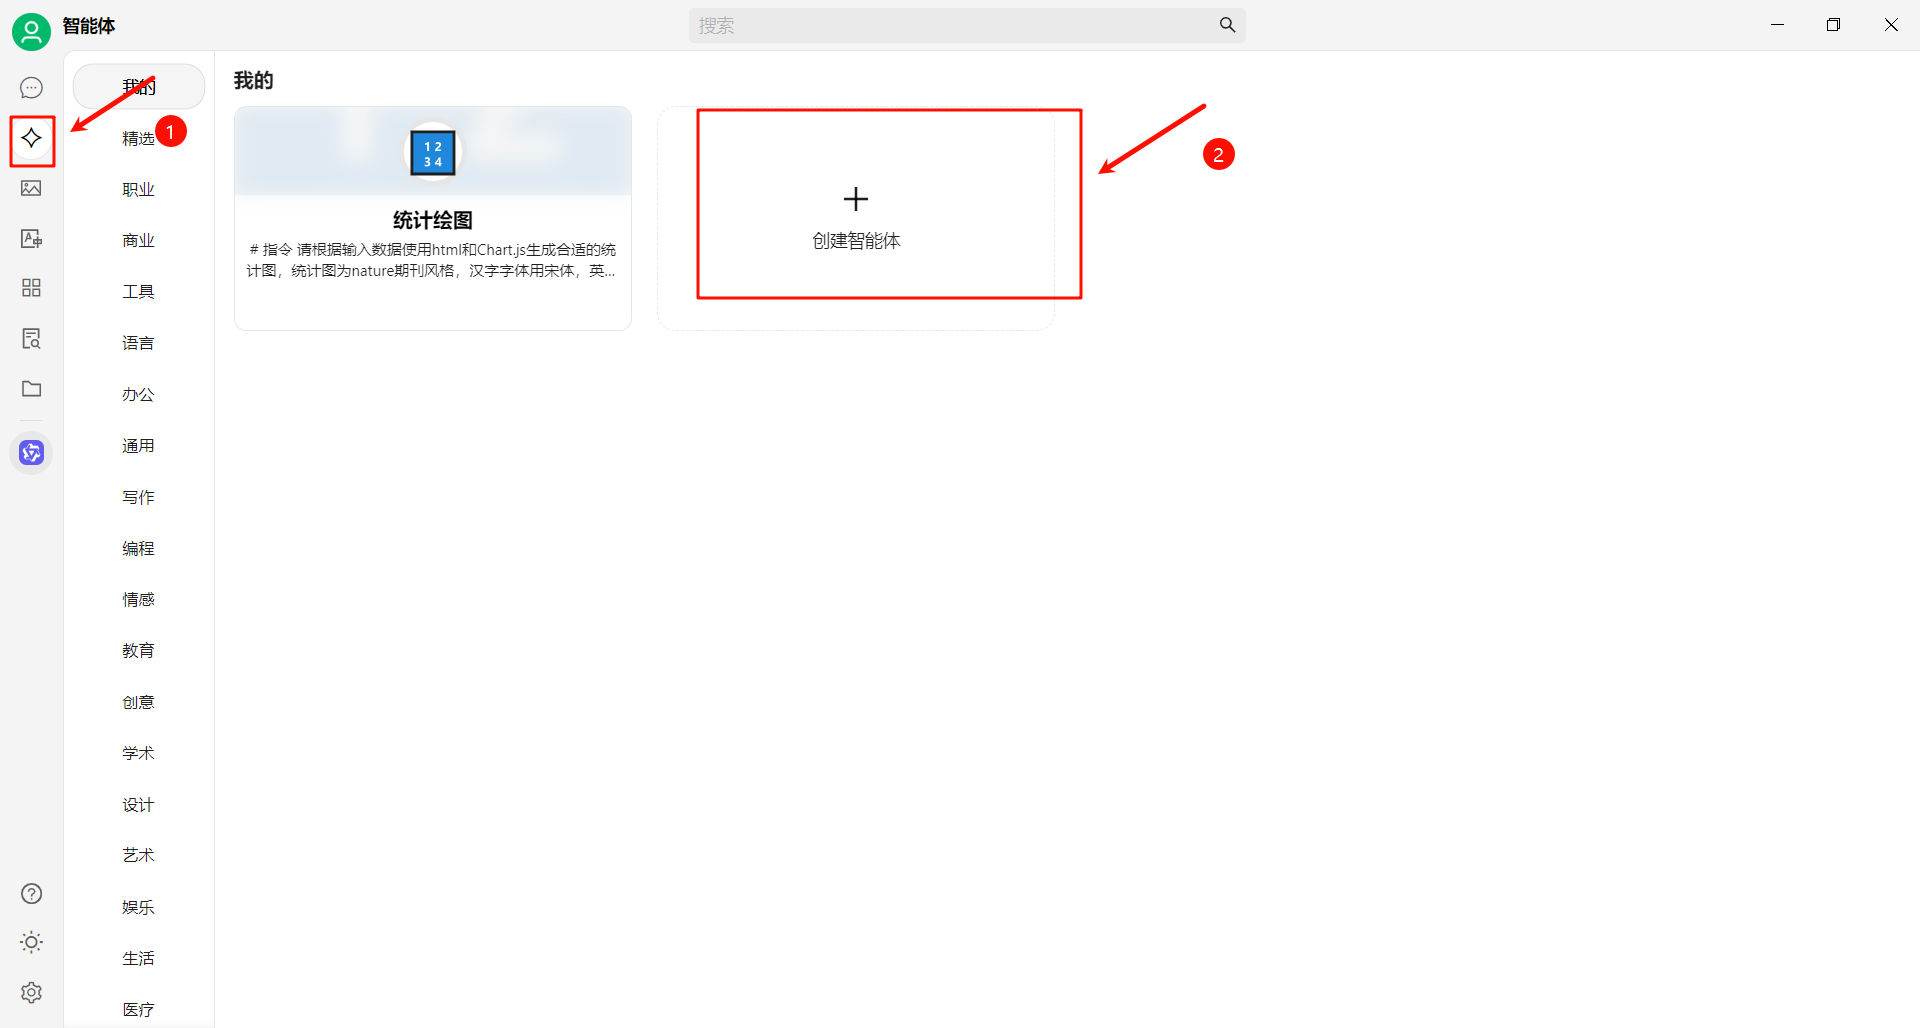 智能体
搜索
我的
1
精选
职业
商业
工具
语言
办公
通用
写作
编程
情感
教育
创意
学术
设计
艺术
娱乐
生活
医疗
我的
1 2
3 4
统计绘图
# 指令 请根据输入数据使用html和Chart.js生成合适的统
计图，统计图为nature期刊风格，汉字字体用宋体，英...
创建智能体
2